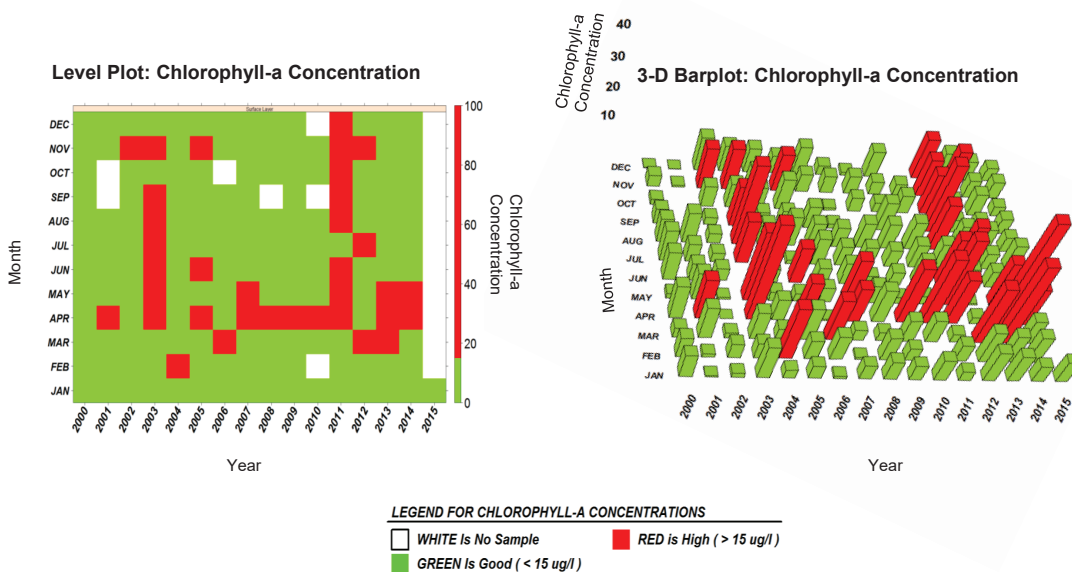 Level Plot: Chlorophyll-a Concentration
Surface Layer
DEC
NOV
OCT
SEP
AUG
JUL
JUN
MAY
APR
MAR
FEB
JAN
Month
2000 2001 2002 2003 2004 2005 2006 2007 2008 2009 2010 2011 2012 2013 2014 2015
Year
100
80
60
40
20
0
Chlorophyll-a
Concentration
3-D Barplot: Chlorophyll-a Concentration
Chlorophyll-a
Concentration
40
30
20
10
DEC
NOV
OCT
SEP
AUG
JUL
JUN
MAY
APR
MAR
FEB
JAN
Month
2000 2001 2002 2003 2004 2005 2006 2007 2008 2009 2010 2011 2012 2013 2014 2015
Year
LEGEND FOR CHLOROPHYLL-A CONCENTRATIONS
WHITE Is No Sample
RED is High ( > 15 ug/l )
GREEN Is Good ( < 15 ug/l )